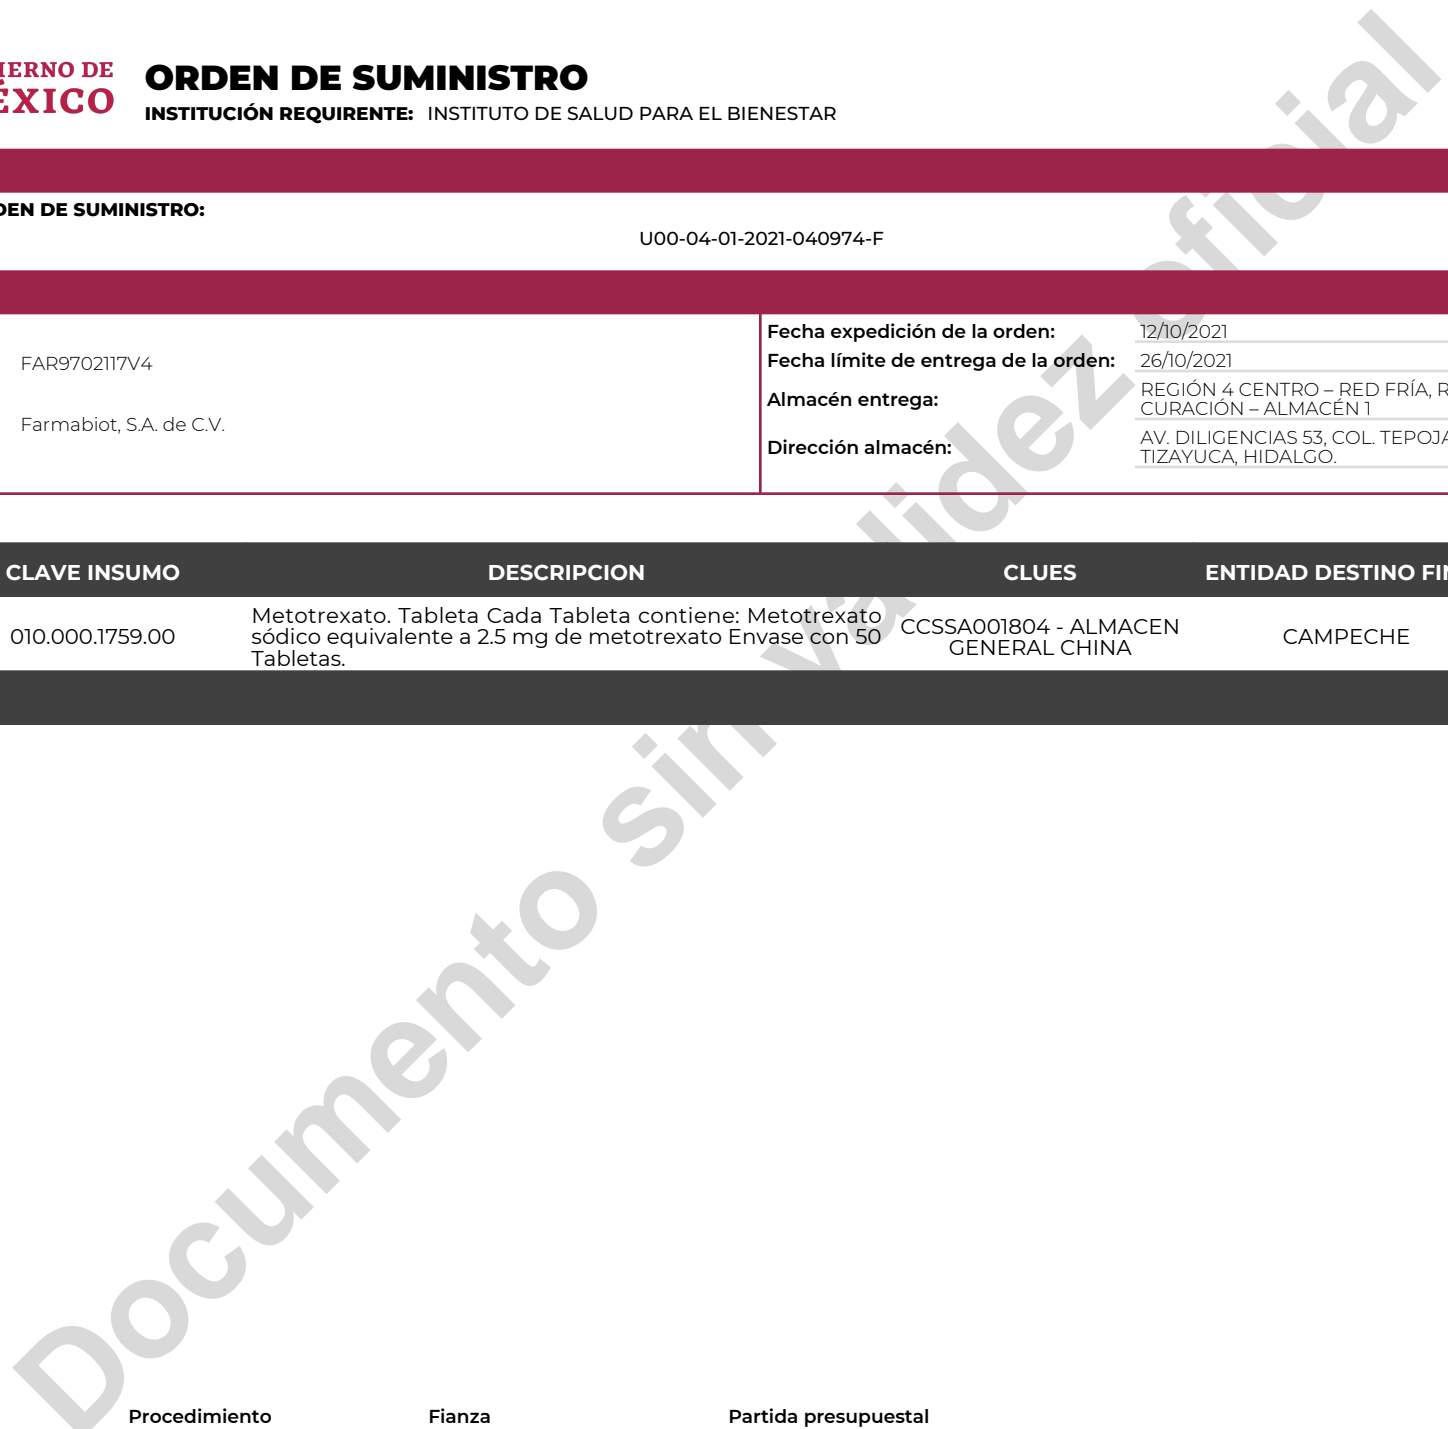 IERNO DE
ÉXICO
ORDEN DE SUMINISTRO
INSTITUCIÓN REQUIRENTE: INSTITUTO DE SALUD PARA EL BIENESTAR
DEN DE SUMINISTRO:
U00-04-01-2021-040974-F
FAR9702117V4
Farmabiot, S.A. de C.V.
Fecha expedición de la orden: 12/10/2021
Fecha límite de entrega de la orden: 26/10/2021
Almacén entrega: REGIÓN 4 CENTRO – RED FRÍA, R
CURACIÓN – ALMACÉN 1
Dirección almacén: AV. DILIGENCIAS 53, COL. TEPOJA
TIZAYUCA, HIDALGO.
CLAVE INSUMO DESCRIPCION CLUES ENTIDAD DESTINO FIN
010.000.1759.00
Metotrexato. Tableta Cada Tableta contiene: Metotrexato
sódico equivalente a 2.5 mg de metotrexato Envase con 50
Tabletas.
CCSSA001804 - ALMACEN
GENERAL CHINA
CAMPECHE
Documento sin validez oficial
Procedimiento Fianza Partida presupuestal